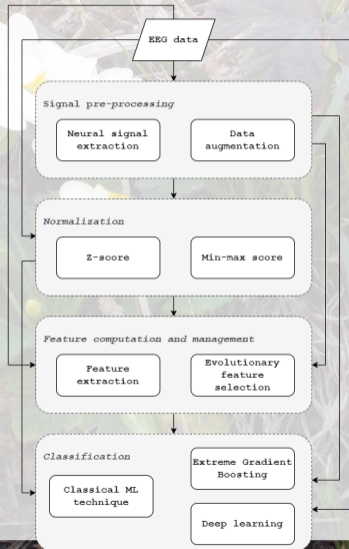 EEG data
Signal pre-processing
Neural signal
extraction
Data
augmentation
Normalization
Z-score
Min-max score
Feature computation and management
Feature
extraction
Evolutionary
feature
selection
Classification
Classical ML
technique
Extreme Gradient
Boosting
Deep learning